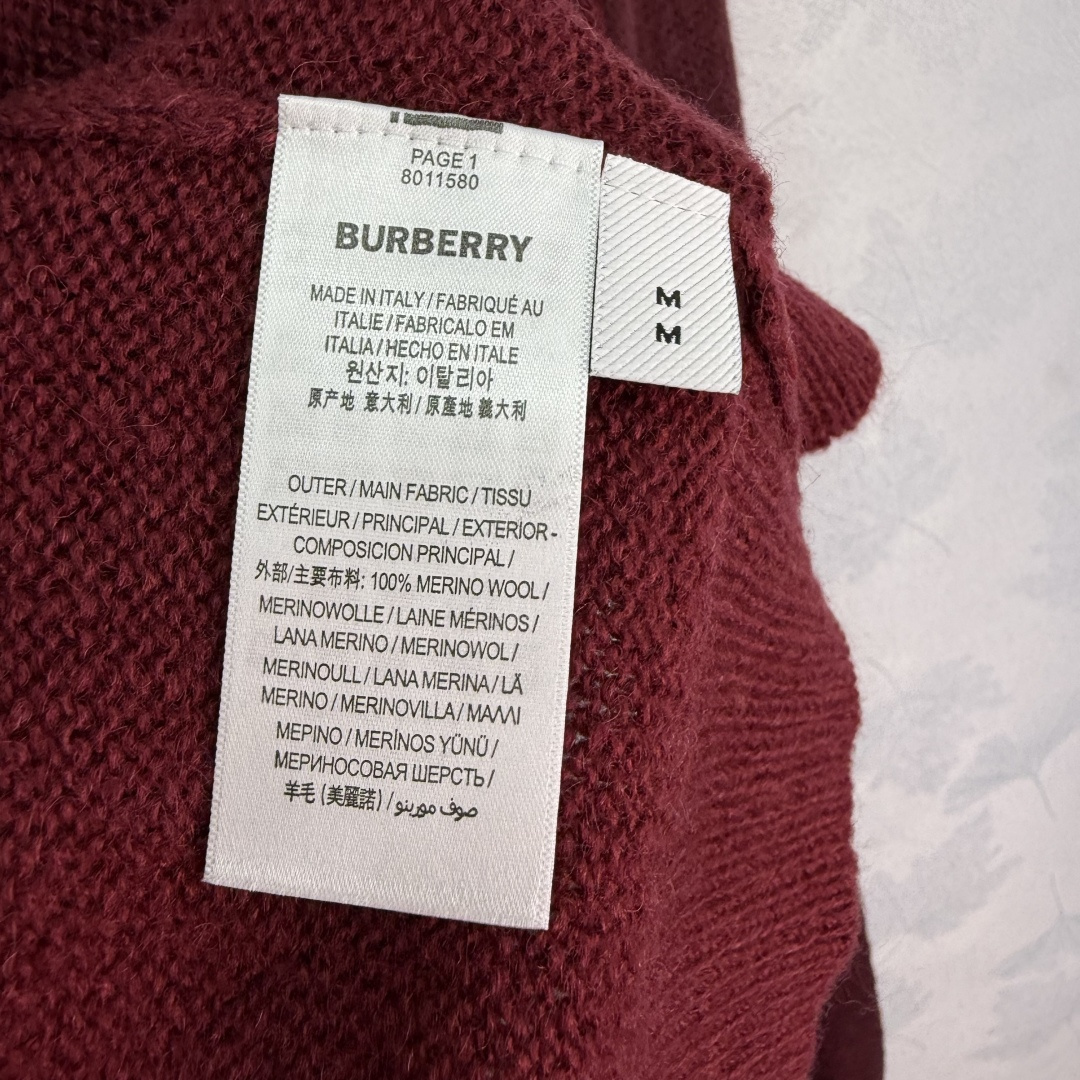 PAGE 1
8011580
BURBERRY
MADE IN ITALY / FABRIQUÉ AU
ITALIE / FABRICALO EM
ITALIA / HECHO EN ITALE
원산지: 이탈리아
原产地 意大利 / 原產地 義大利
OUTER / MAIN FABRIC / TISSU
EXTÉRIEUR / PRINCIPAL / EXTERIOR -
COMPOSICION PRINCIPAL /
外部/主要布料: 100% MERINO WOOL /
MERINOWOLLE / LAINE MÉRINOS /
LANA MERINO / MERINOWOL /
MERINOULL / LANA MERINA / LÃ
MERINO / MERINOVILLA / ΜΑΛΛΙ
ΜΕΡΙΝΟ / MERİNOS YÜNÜ /
МЕРИНОСОВАЯ ШЕРСТЬ /
羊毛 (美麗諾) / صوف مورينو
M
M